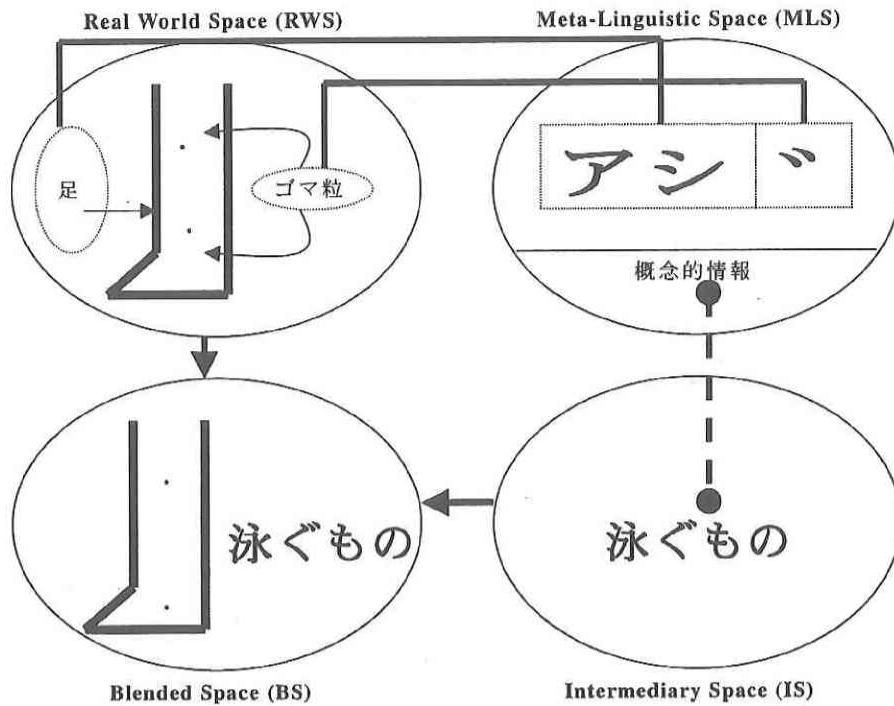 Real World Space (RWS)
Meta-Linguistic Space (MLS)
足
ゴマ粒
アシ ゛
概念的情報
泳ぐもの
泳ぐもの
Blended Space (BS)
Intermediary Space (IS)